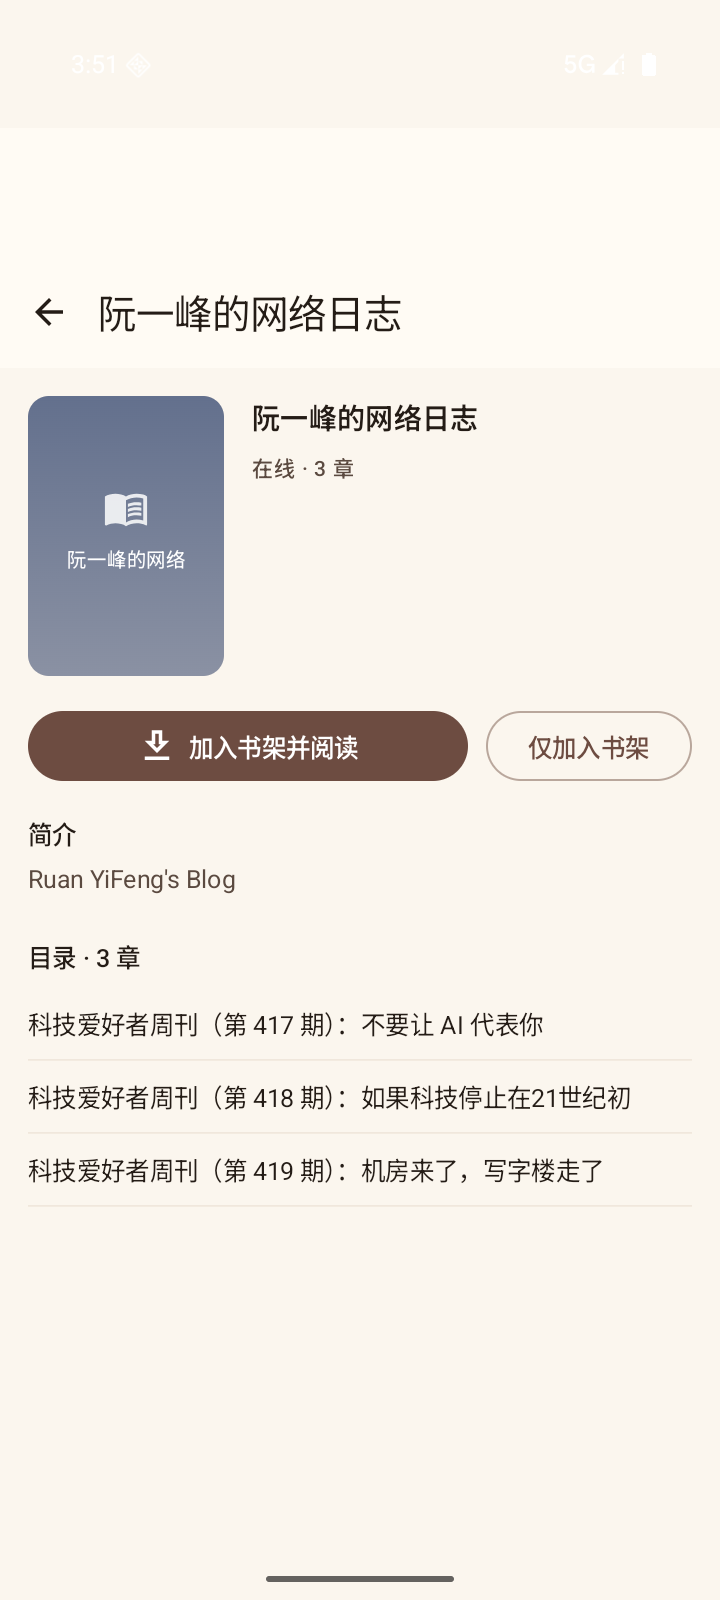 3:51
5G
阮一峰的网络日志
阮一峰的网络
阮一峰的网络日志
在线 · 3 章
加入书架并阅读
仅加入书架
简介
Ruan YiFeng's Blog
目录 · 3 章
科技爱好者周刊（第 417 期）：不要让 AI 代表你
科技爱好者周刊（第 418 期）：如果科技停止在21世纪初
科技爱好者周刊（第 419 期）：机房来了，写字楼走了